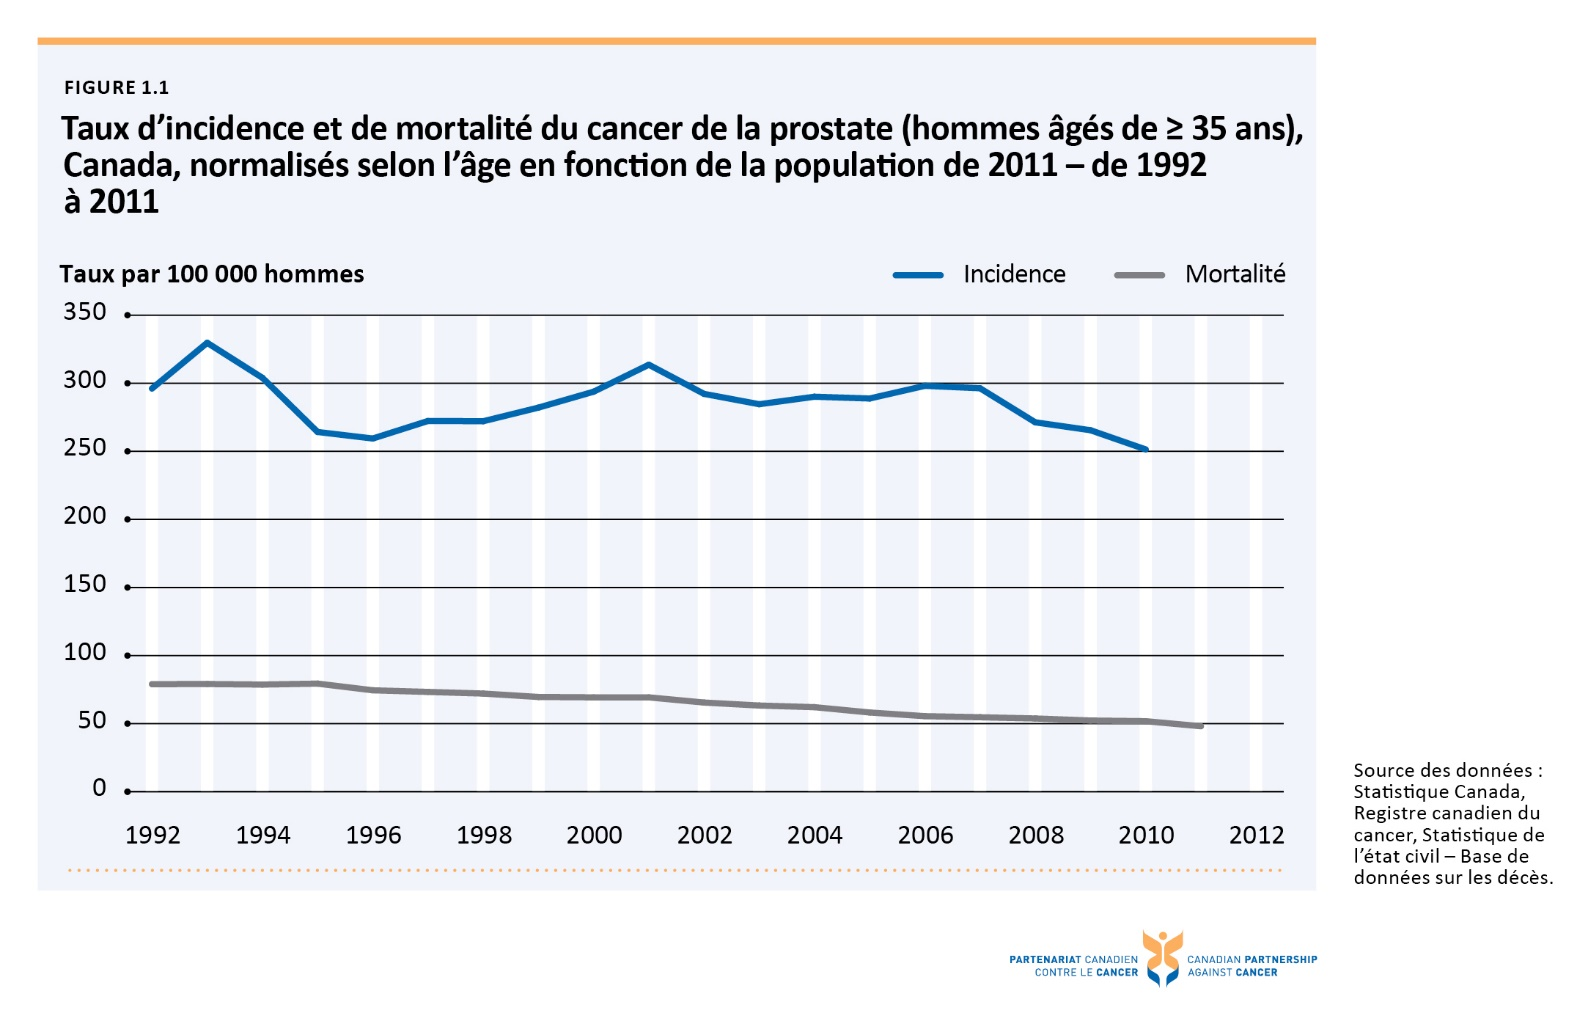 FIGURE 1.1
Taux d’incidence et de mortalité du cancer de la prostate (hommes âgés de ≥ 35 ans),
Canada, normalisés selon l’âge en fonction de la population de 2011 – de 1992
à 2011
Taux par 100 000 hommes
Incidence
Mortalité
350
300
250
200
150
100
50
0
1992 1994 1996 1998 2000 2002 2004 2006 2008 2010 2012
Source des données :
Statistique Canada,
Registre canadien du
cancer, Statistique de
l’état civil – Base de
données sur les décès.
PARTENARIAT CANADIEN
CONTRE LE CANCER
CANADIAN PARTNERSHIP
AGAINST CANCER